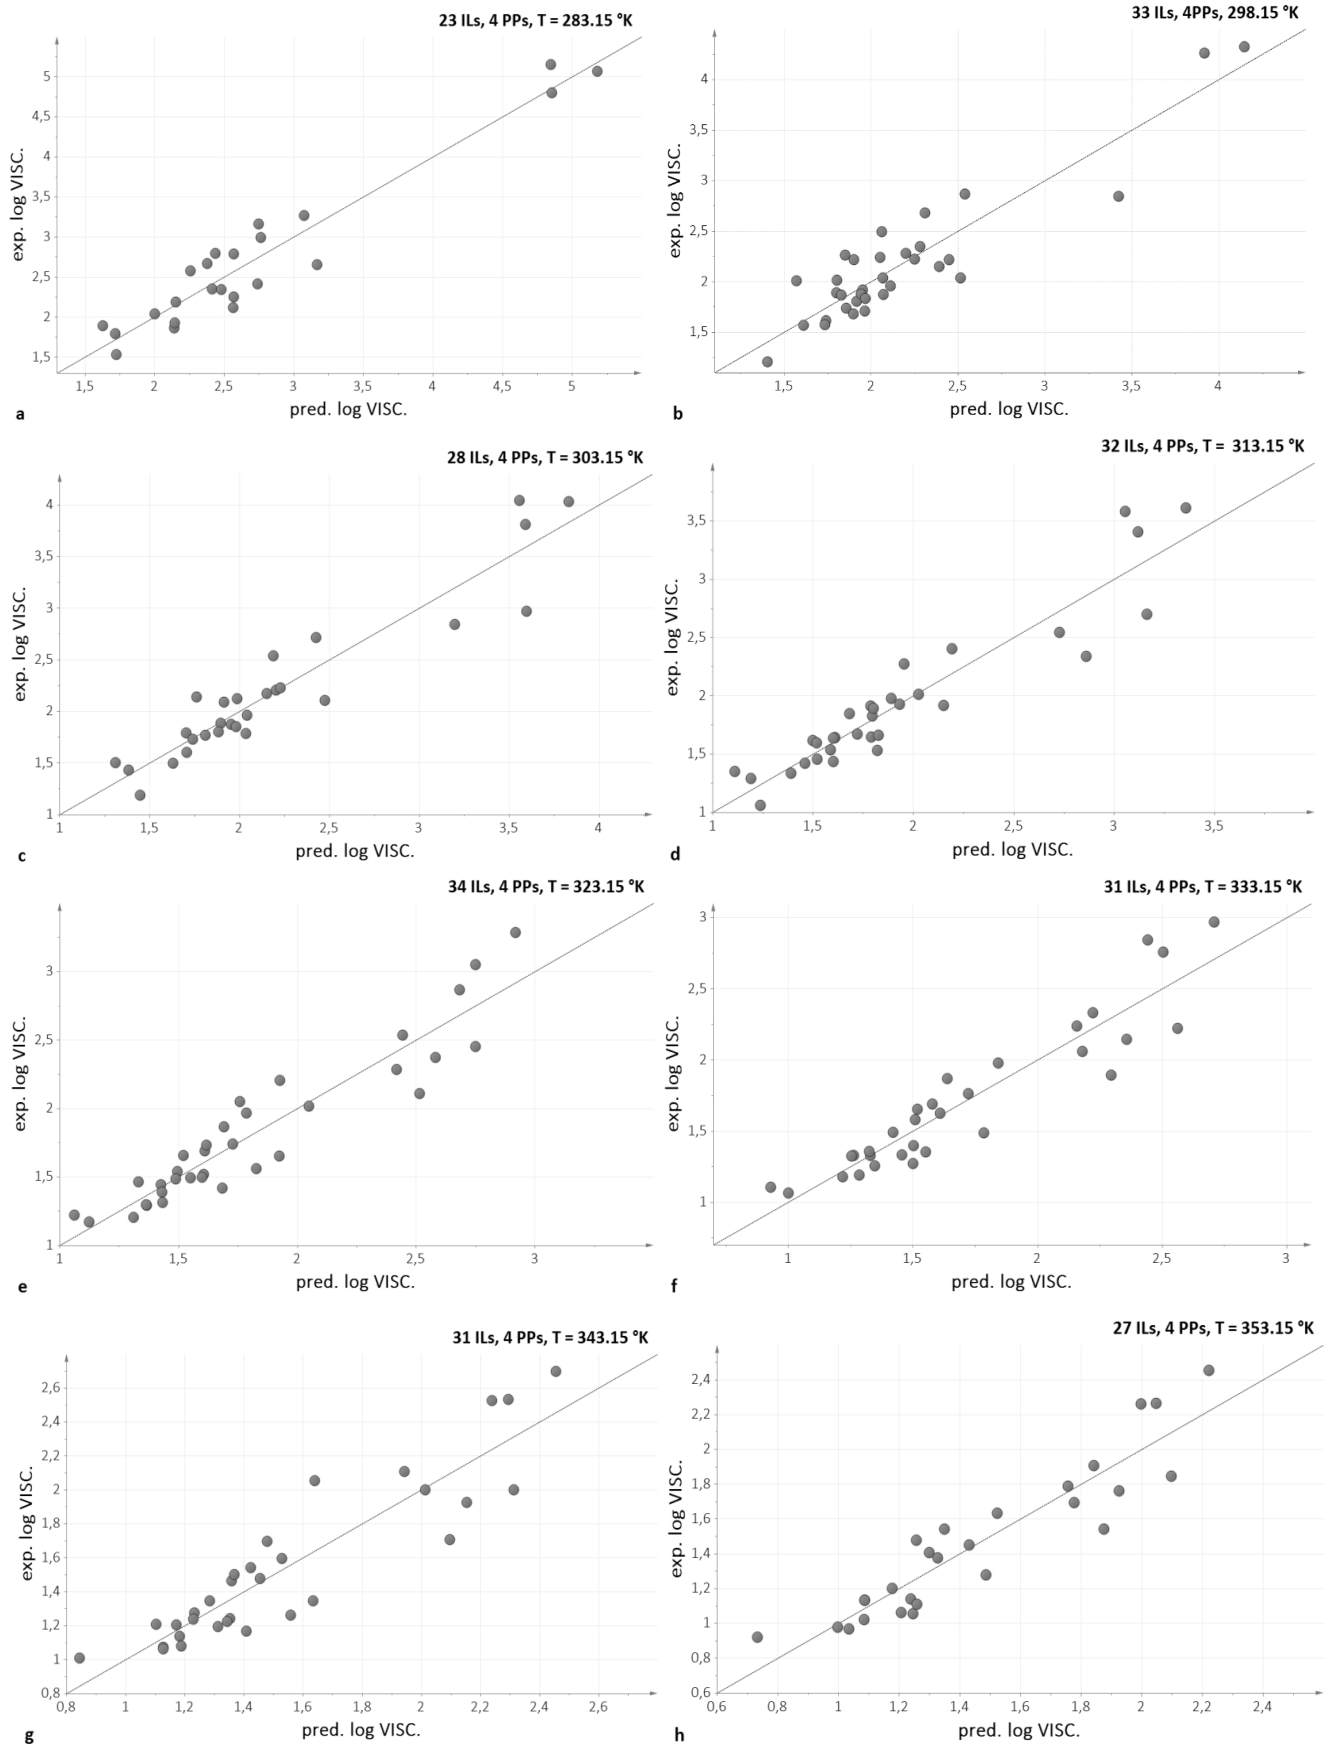 23 ILs, 4 PPs, T = 283.15 °K
exp. log VISC.
5
4,5
4
3,5
3
2,5
2
1,5
1,5 2 2,5 3 3,5 4 4,5 5
pred. log VISC.
a
33 ILs, 4PPs, 298.15 °K
exp. log VISC.
4
3,5
3
2,5
2
1,5
1,5 2 2,5 3 3,5 4
pred. log VISC.
b
28 ILs, 4 PPs, T = 303.15 °K
exp. log VISC.
4
3,5
3
2,5
2
1,5
1
1 1,5 2 2,5 3 3,5 4
pred. log VISC.
c
32 ILs, 4 PPs, T = 313.15 °K
exp. log VISC.
3,5
3
2,5
2
1,5
1
1 1,5 2 2,5 3 3,5
pred. log VISC.
d
34 ILs, 4 PPs, T = 323.15 °K
exp. log VISC.
3
2,5
2
1,5
1
1 1,5 2 2,5 3
pred. log VISC.
e
31 ILs, 4 PPs, T = 333.15 °K
exp. log VISC.
3
2,5
2
1,5
1
1 1,5 2 2,5 3
pred. log VISC.
f
31 ILs, 4 PPs, T = 343.15 °K
exp. log VISC.
2,6
2,4
2,2
2
1,8
1,6
1,4
1,2
1
0,8
0,8 1 1,2 1,4 1,6 1,8 2 2,2 2,4 2,6
pred. log VISC.
g
27 ILs, 4 PPs, T = 353.15 °K
exp. log VISC.
2,4
2,2
2
1,8
1,6
1,4
1,2
1
0,8
0,6
0,6 0,8 1 1,2 1,4 1,6 1,8 2 2,2 2,4
pred. log VISC.
h